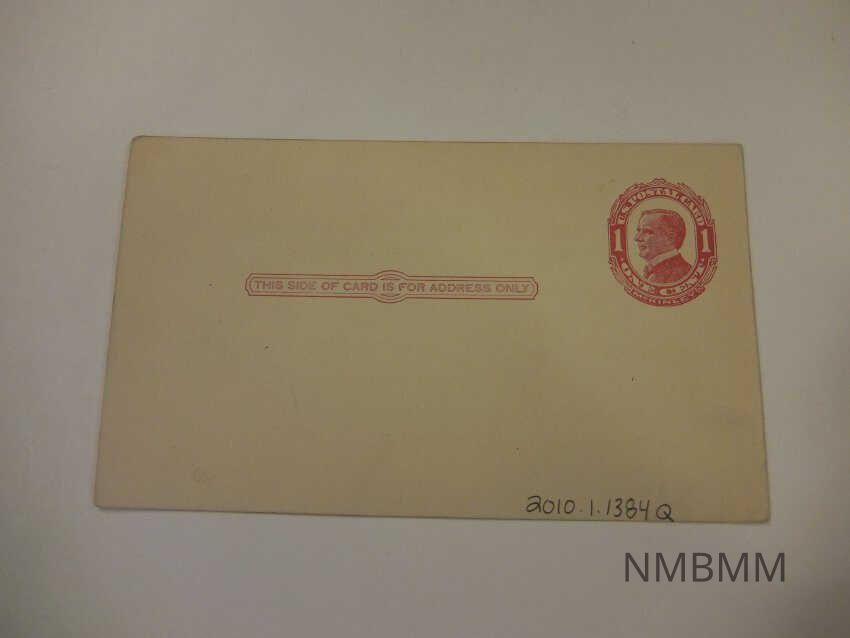 U.S. POSTAL CARD
1 1
ONE CENT
McKINLEY
THIS SIDE OF CARD IS FOR ADDRESS ONLY
2010.1.1384Q
NMBMM